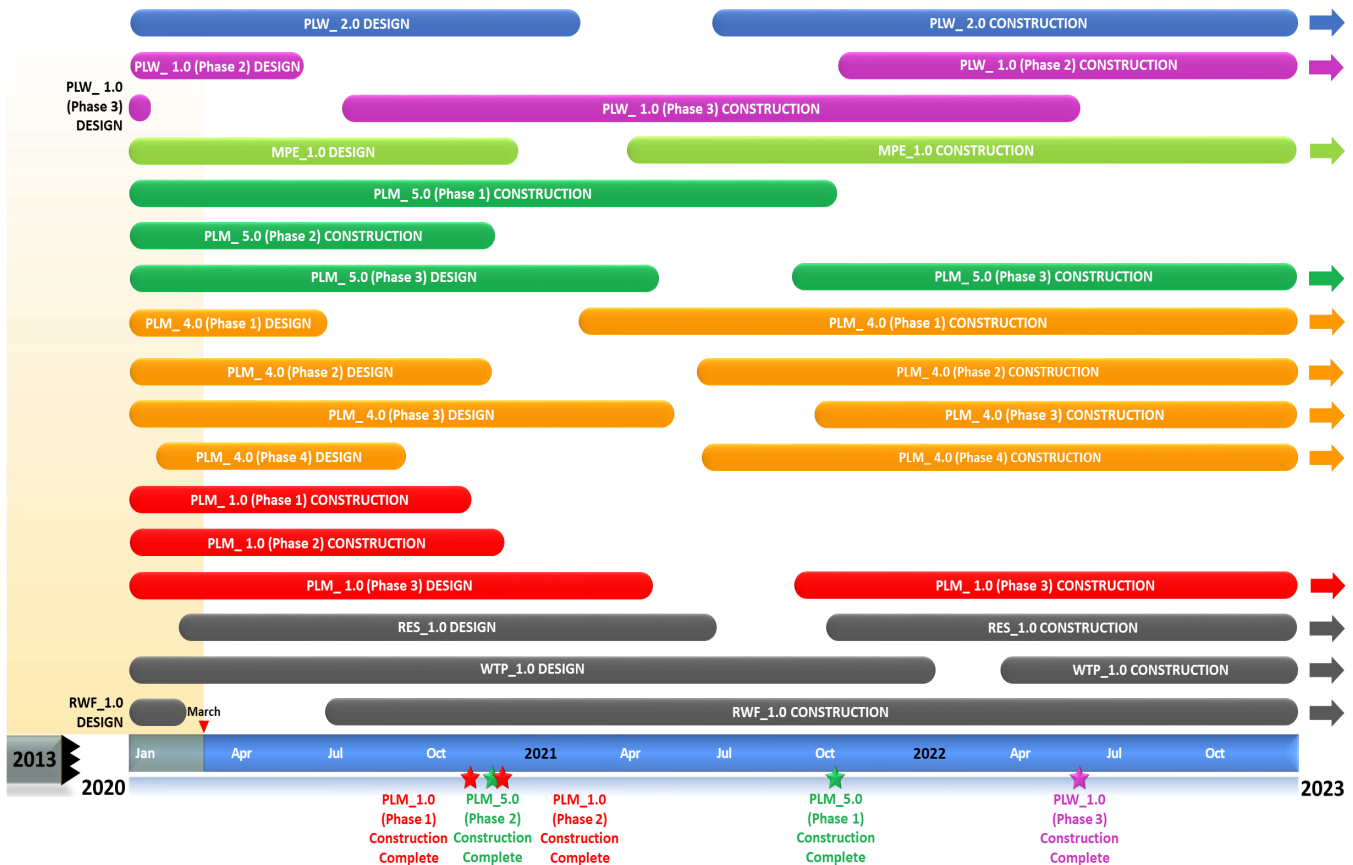 PLW_ 2.0 DESIGN PLW_ 2.0 CONSTRUCTION
PLW_ 1.0 (Phase 2) DESIGN PLW_ 1.0 (Phase 2) CONSTRUCTION
PLW_ 1.0
(Phase 3)
DESIGN
PLW_ 1.0 (Phase 3) CONSTRUCTION
MPE_1.0 DESIGN MPE_1.0 CONSTRUCTION
PLM_ 5.0 (Phase 1) CONSTRUCTION
PLM_ 5.0 (Phase 2) CONSTRUCTION
PLM_ 5.0 (Phase 3) DESIGN PLM_ 5.0 (Phase 3) CONSTRUCTION
PLM_ 4.0 (Phase 1) DESIGN PLM_ 4.0 (Phase 1) CONSTRUCTION
PLM_ 4.0 (Phase 2) DESIGN PLM_ 4.0 (Phase 2) CONSTRUCTION
PLM_ 4.0 (Phase 3) DESIGN PLM_ 4.0 (Phase 3) CONSTRUCTION
PLM_ 4.0 (Phase 4) DESIGN PLM_ 4.0 (Phase 4) CONSTRUCTION
PLM_ 1.0 (Phase 1) CONSTRUCTION
PLM_ 1.0 (Phase 2) CONSTRUCTION
PLM_ 1.0 (Phase 3) DESIGN PLM_ 1.0 (Phase 3) CONSTRUCTION
RES_1.0 DESIGN RES_1.0 CONSTRUCTION
WTP_1.0 DESIGN WTP_1.0 CONSTRUCTION
RWF_1.0
DESIGN
March
RWF_1.0 CONSTRUCTION
2013 Jan Apr Jul Oct 2021 Apr Jul Oct 2022 Apr Jul Oct
2020 2023
PLM_1.0
(Phase 1)
Construction
Complete
PLM_5.0
(Phase 2)
Construction
Complete
PLM_1.0
(Phase 2)
Construction
Complete
PLM_5.0
(Phase 1)
Construction
Complete
PLW_1.0
(Phase 3)
Construction
Complete